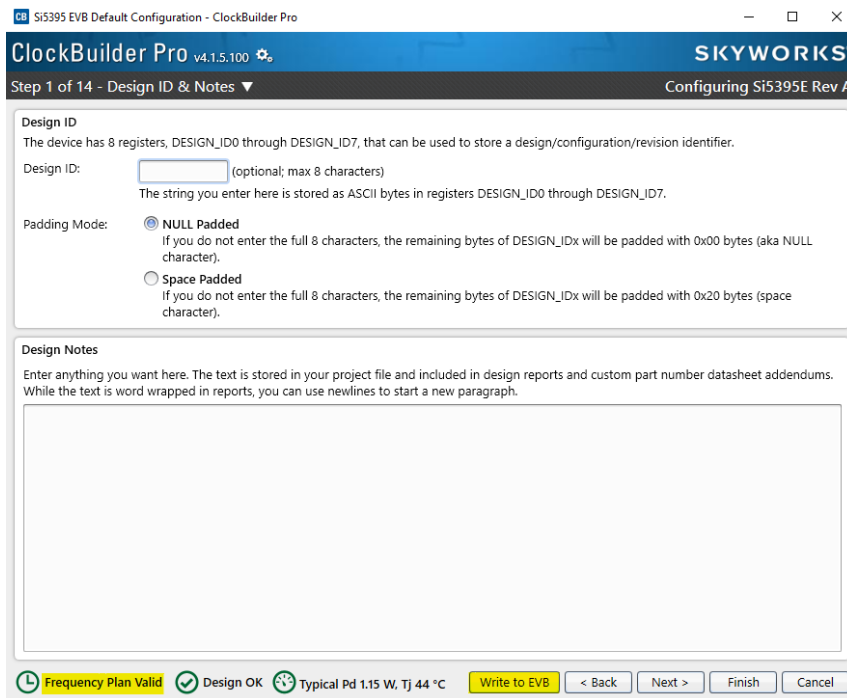 CB Si5395 EVB Default Configuration - ClockBuilder Pro
ClockBuilder Pro v4.1.5.100
SKYWORKS
Step 1 of 14 - Design ID & Notes ▼
Configuring Si5395E Rev A
Design ID
The device has 8 registers, DESIGN_ID0 through DESIGN_ID7, that can be used to store a design/configuration/revision identifier.
Design ID:
(optional; max 8 characters)
The string you enter here is stored as ASCII bytes in registers DESIGN_ID0 through DESIGN_ID7.
Padding Mode:
NULL Padded
If you do not enter the full 8 characters, the remaining bytes of DESIGN_IDx will be padded with 0x00 bytes (aka NULL
character).
Space Padded
If you do not enter the full 8 characters, the remaining bytes of DESIGN_IDx will be padded with 0x20 bytes (space
character).
Design Notes
Enter anything you want here. The text is stored in your project file and included in design reports and custom part number datasheet addendums.
While the text is word wrapped in reports, you can use newlines to start a new paragraph.
Frequency Plan Valid
Design OK
Typical Pd 1.15 W, Tj 44 °C
Write to EVB
< Back
Next >
Finish
Cancel